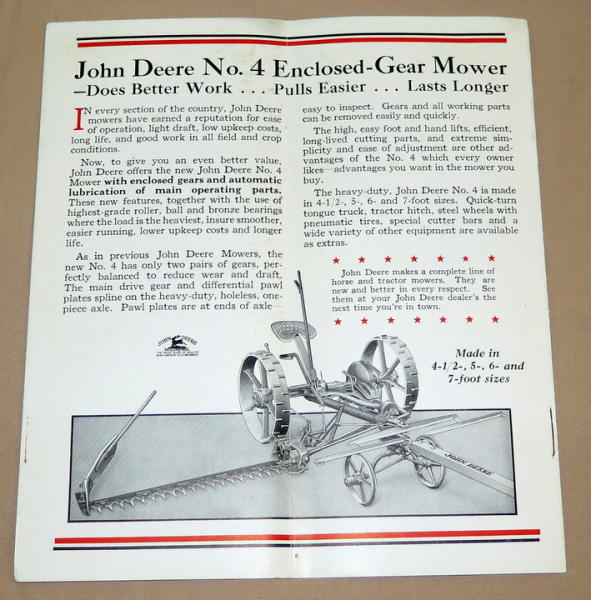 John Deere No. 4 Enclosed-Gear Mower
—Does Better Work . . . Pulls Easier . . . Lasts Longer
IN every section of the country, John Deere
mowers have earned a reputation for ease
of operation, light draft, low upkeep costs,
long life, and good work in all field and crop
conditions.
Now, to give you an even better value,
John Deere offers the new John Deere No. 4
Mower with enclosed gears and automatic
lubrication of main operating parts.
These new features, together with the use of
highest-grade roller, ball and bronze bearings
where the load is the heaviest, insure smoother,
easier running, lower upkeep costs and longer
life.
As in previous John Deere Mowers, the
new No. 4 has only two pairs of gears, per-
fectly balanced to reduce wear and draft.
The main drive gear and differential pawl
plates spline on the heavy-duty, holeless, one-
piece axle. Pawl plates are at ends of axle—
easy to inspect. Gears and all working parts
can be removed easily and quickly.
The high, easy foot and hand lifts, efficient,
long-lived cutting parts, and extreme sim-
plicity and ease of adjustment are other ad-
vantages of the No. 4 which every owner
likes—advantages you want in the mower you
buy.
The heavy-duty, John Deere No. 4 is made
in 4-1/2-, 5-, 6- and 7-foot sizes. Quick-turn
tongue truck, tractor hitch, steel wheels with
pneumatic tires, special cutter bars and a
wide variety of other equipment are available
as extras.
John Deere makes a complete line of
horse and tractor mowers. They are
new and better in every respect. See
them at your John Deere dealer's the
next time you're in town.
JOHN DEERE
Made in
4-1/2-, 5-, 6- and
7-foot sizes
JOHN DEERE
8